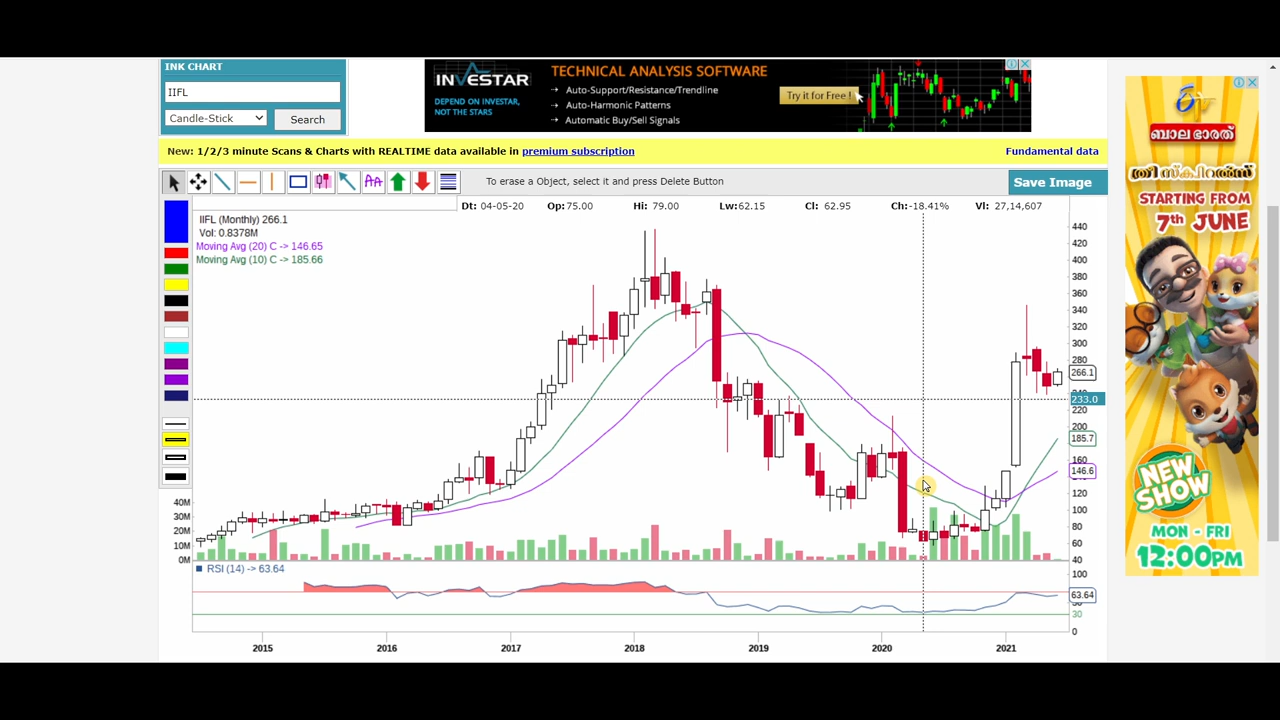 INK CHART
IIFL
Candle-Stick
Search
INVESTAR
DEPEND ON INVESTAR,
NOT THE STARS
TECHNICAL ANALYSIS SOFTWARE
Auto-Support/Resistance/Trendline
Auto-Harmonic Patterns
Automatic Buy/Sell Signals
Try it for Free !
New: 1/2/3 minute Scans & Charts with REALTIME data available in premium subscription
Fundamental data
To erase a Object, select it and press Delete Button
Save Image
Dt: 04-05-20 Op:75.00 Hi: 79.00 Lw:62.15 Cl: 62.95 Ch:-18.41% Vl: 27,14,607
IIFL (Monthly) 266.1
Vol: 0.8378M
Moving Avg (20) C -> 146.65
Moving Avg (10) C -> 185.66
440
420
400
380
360
340
320
300
280
266.1
233.0
220
200
185.7
160
146.6
120
100
80
60
40
40M
30M
20M
10M
0M
RSI (14) -> 63.64
100
63.64
30
0
2015
2016
2017
2018
2019
2020
2021
ബാല ഭാരത്
ത്രീ സ്ക്വിറൽസ്
STARTING FROM
7th JUNE
NEW
SHOW
MON - FRI
12:00PM